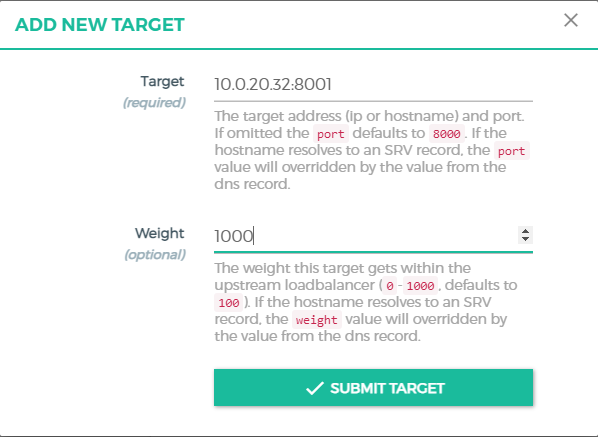 ADD NEW TARGET
Target
10.0.20.32:8001
(required)
The target address (ip or hostname) and port.
If omitted the port defaults to 8000. If the
hostname resolves to an SRV record, the port
value will overridden by the value from the
dns record.
Weight
1000
(optional)
The weight this target gets within the
upstream loadbalancer (0-1000, defaults to
100). If the hostname resolves to an SRV
record, the weight value will overridden by
the value from the dns record.
SUBMIT TARGET